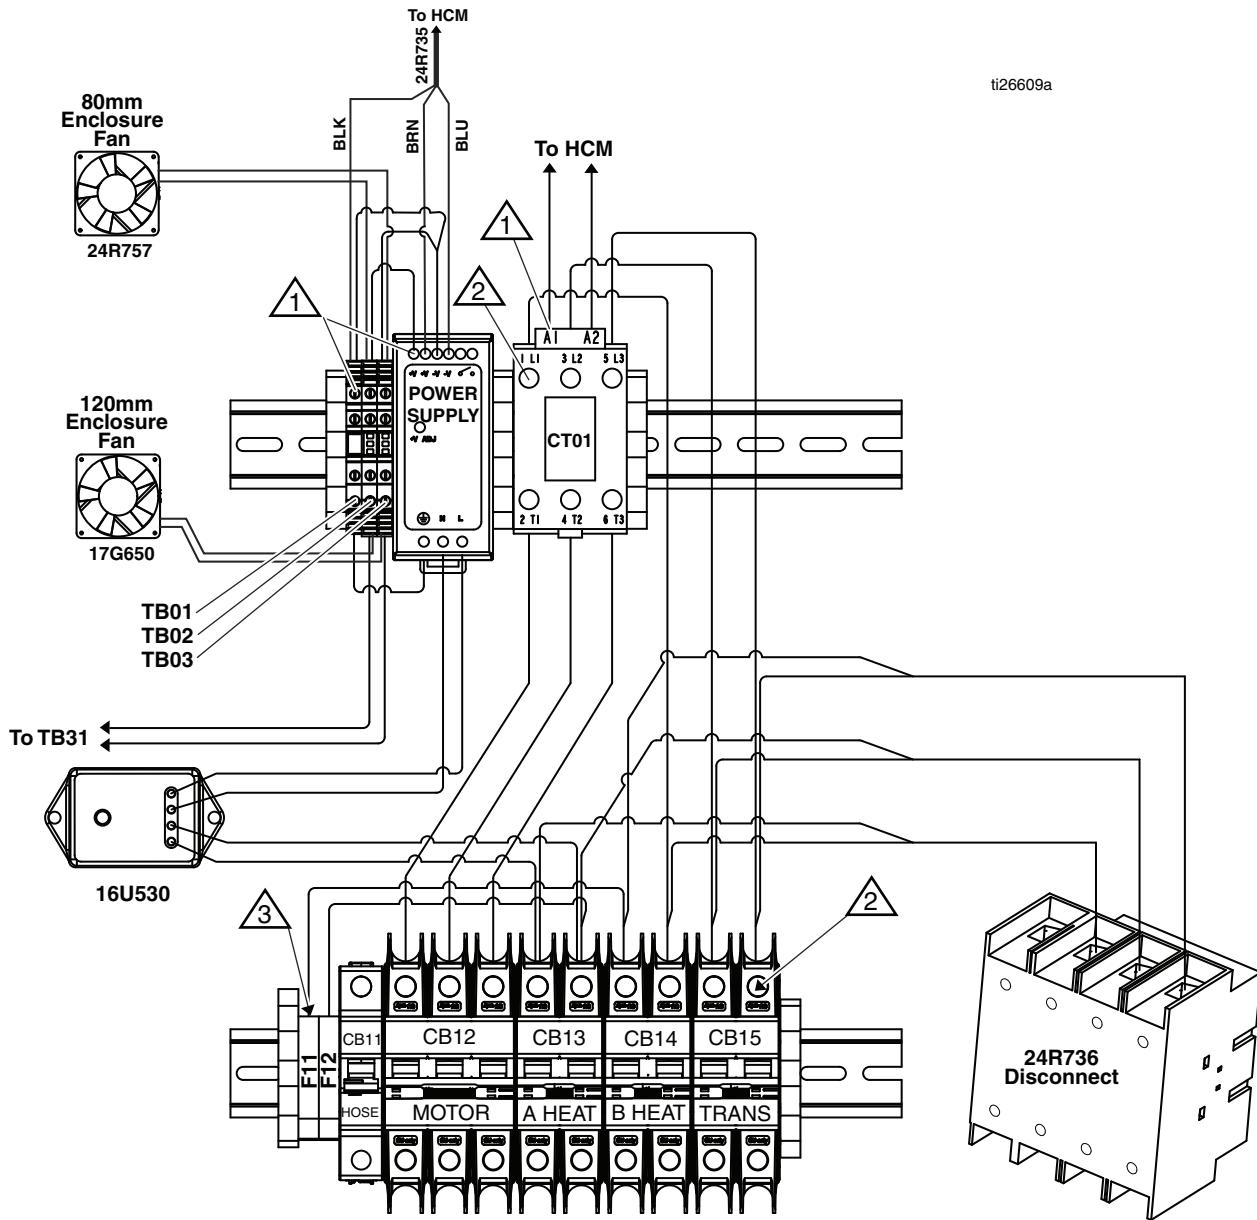 To HCM
24R735
ti26609a
80mm
Enclosure
Fan
BLK
BRN
BLU
To HCM
24R757
1
2
1
A1 A2
1 L1 3 L2 5 L3
+V +V -V -V
POWER
SUPPLY
+V ADJ
CT01
120mm
Enclosure
Fan
N L
2 T1 4 T2 6 T3
17G650
TB01
TB02
TB03
To TB31
16U530
3
2
F11
F12
CB11
CB12
CB13
CB14
CB15
HOSE
MOTOR
A HEAT
B HEAT
TRANS
24R736
Disconnect